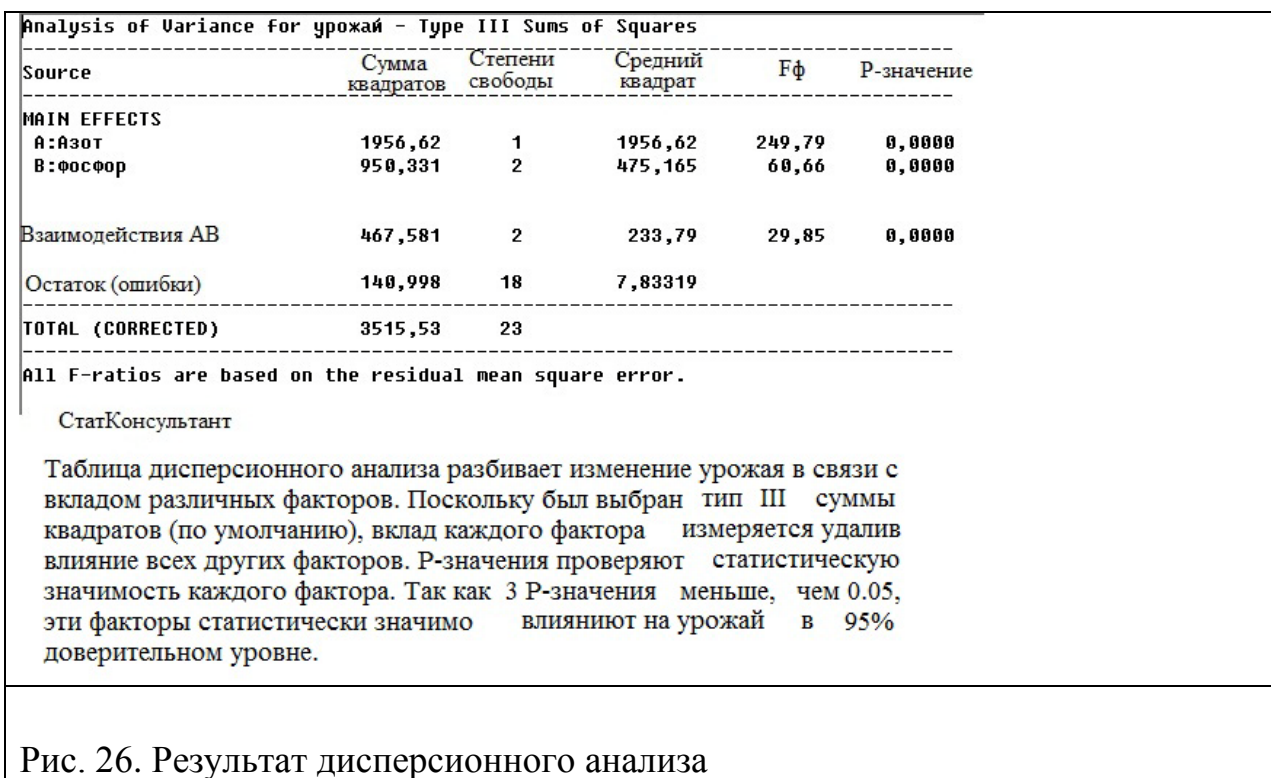 Analysis of Variance for урожай - Type III Sums of Squares
Source Сумма квадратов Степени свободы Средний квадрат Fф P-значение
MAIN EFFECTS
A:Азот 1956,62 1 1956,62 249,79 0,0000
B:фосфор 950,331 2 475,165 60,66 0,0000
Взаимодействия АВ 467,581 2 233,79 29,85 0,0000
Остаток (ошибки) 140,998 18 7,83319
TOTAL (CORRECTED) 3515,53 23
All F-ratios are based on the residual mean square error.
СтатКонсультант
Таблица дисперсионного анализа разбивает изменение урожая в связи с
вкладом различных факторов. Поскольку был выбран тип III суммы
квадратов (по умолчанию), вклад каждого фактора измеряется удалив
влияние всех других факторов. Р-значения проверяют статистическую
значимость каждого фактора. Так как 3 Р-значения меньше, чем 0.05,
эти факторы статистически значимо влияниют на урожай в 95%
доверительном уровне.
Рис. 26. Результат дисперсионного анализа